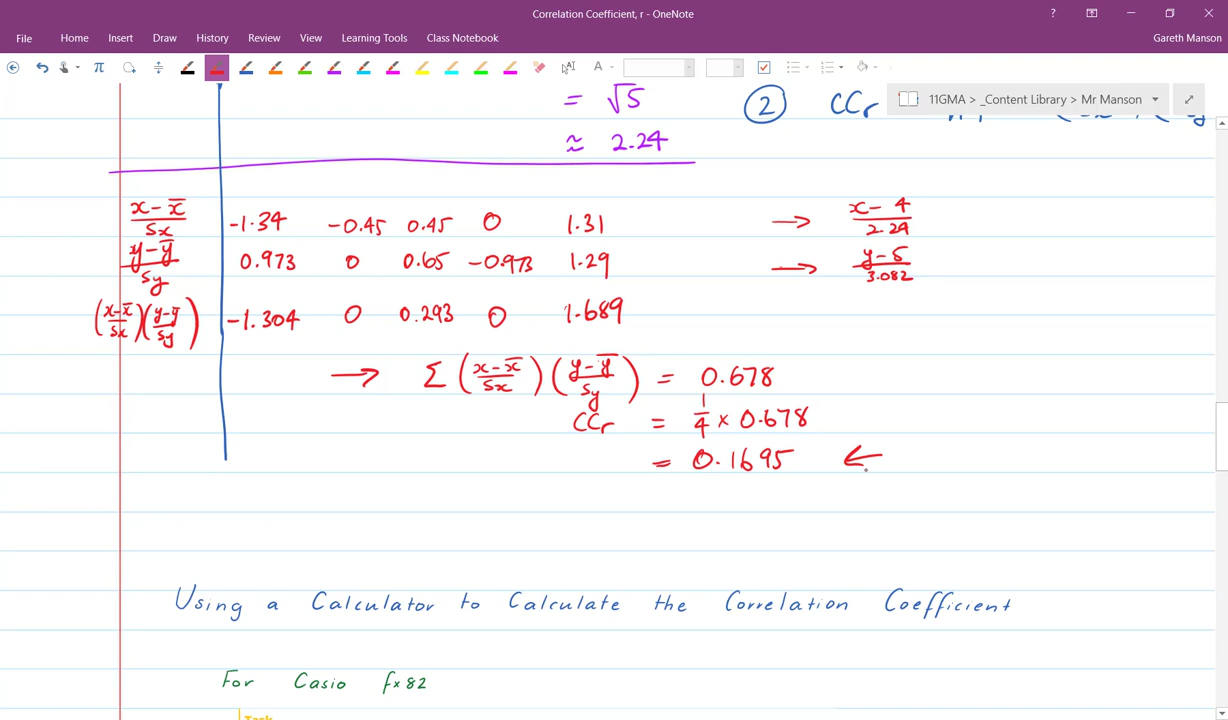 Correlation Coefficient, r - OneNote
File Home Insert Draw History Review View Learning Tools Class Notebook Gareth Manson
11GMA > _Content Library > Mr Manson
= √5
② CCr
≈ 2.24
(x-x̄)/sx -1.34 -0.45 0.45 0 1.31 → (x-4)/2.24
(y-ȳ)/sy 0.973 0 0.65 -0.973 1.29 → (y-5)/3.082
((x-x̄)/sx)((y-ȳ)/sy) -1.304 0 0.293 0 1.689
→ Σ((x-x̄)/sx)((y-ȳ)/sy) = 0.678
CCr = 1/4 × 0.678
= 0.1695 ←
Using a Calculator to Calculate the Correlation Coefficient
For Casio fx82
Task